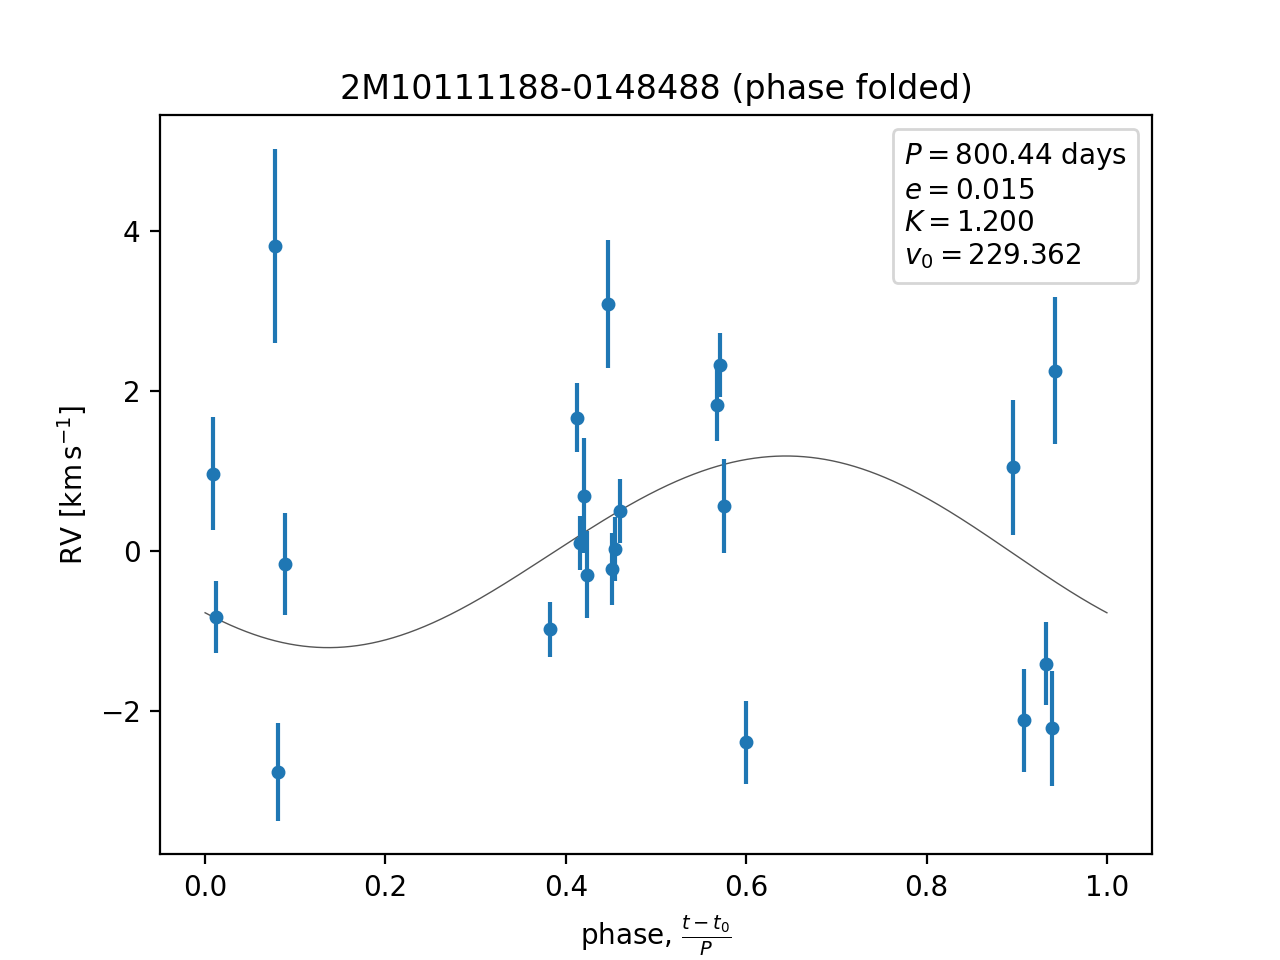 2M10111188-0148488 (phase folded)
P = 800.44 days
e = 0.015
K = 1.200
v₀ = 229.362
RV [km s⁻¹]
4
2
0
−2
0.0 0.2 0.4 0.6 0.8 1.0
phase, (t − t₀)/P